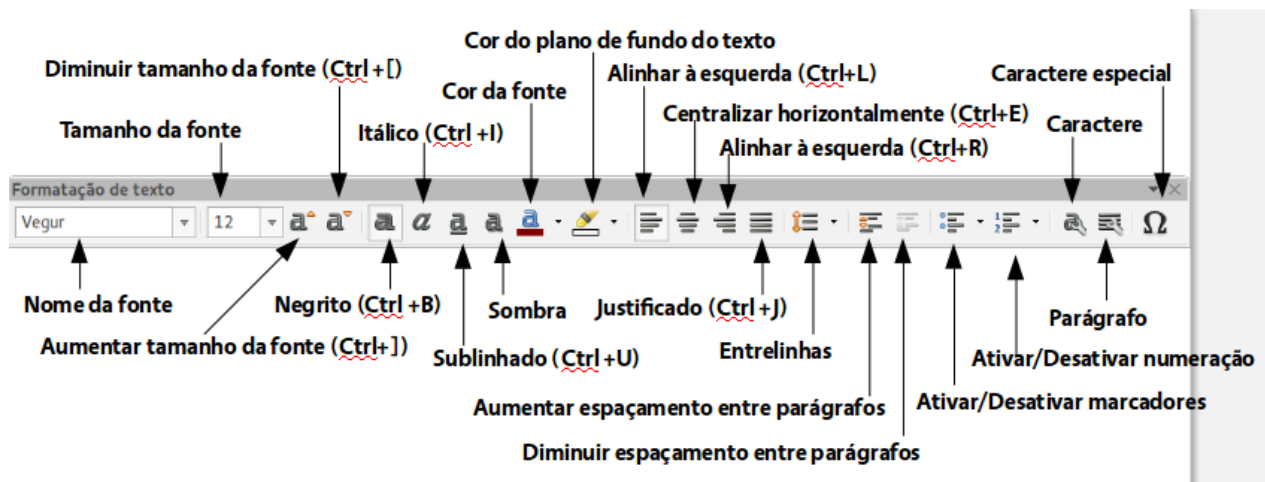 Cor do plano de fundo do texto
Diminuir tamanho da fonte (Ctrl +[)
Alinhar à esquerda (Ctrl+L)
Caractere especial
Cor da fonte
Centralizar horizontalmente (Ctrl+E)
Tamanho da fonte
Itálico (Ctrl +I)
Caractere
Alinhar à esquerda (Ctrl+R)
Formatação de texto
Vegur
12
Nome da fonte
Negrito (Ctrl +B)
Sombra
Justificado (Ctrl +J)
Parágrafo
Aumentar tamanho da fonte (Ctrl+])
Sublinhado (Ctrl +U)
Entrelinhas
Ativar/Desativar numeração
Aumentar espaçamento entre parágrafos
Ativar/Desativar marcadores
Diminuir espaçamento entre parágrafos